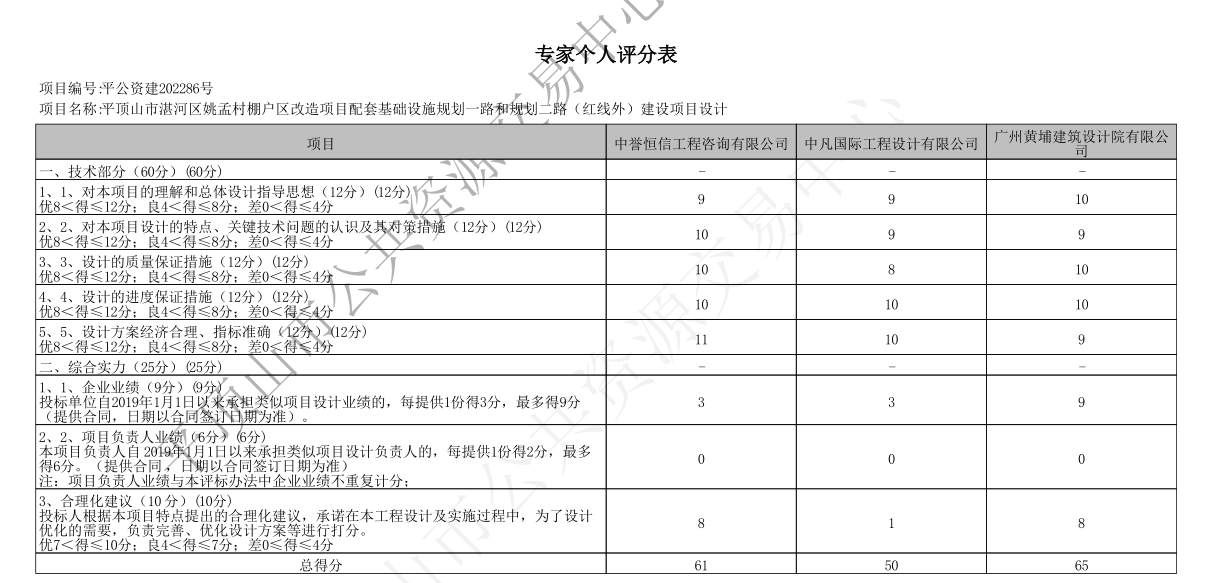 专家个人评分表
项目编号:平公资建202286号
项目名称:平顶山市湛河区姚孟村棚户区改造项目配套基础设施规划一路和规划二路（红线外）建设项目设计
项目 中誉恒信工程咨询有限公司 中凡国际工程设计有限公司 广州黄埔建筑设计院有限公
司
一、技术部分（60分）(60分) - - -
1、1、对本项目的理解和总体设计指导思想（12分）(12分)
优8＜得≤12分；良4＜得≤8分；差0＜得≤4分 9 9 10
2、2、对本项目设计的特点、关键技术问题的认识及其对策措施（12分）(12分)
优8＜得≤12分；良4＜得≤8分；差0＜得≤4分 10 9 9
3、3、设计的质量保证措施（12分）(12分)
优8＜得≤12分；良4＜得≤8分；差0＜得≤4分 10 8 10
4、4、设计的进度保证措施（12分）(12分)
优8＜得≤12分；良4＜得≤8分；差0＜得≤4分 10 10 10
5、5、设计方案经济合理、指标准确（12分）(12分)
优8＜得≤12分；良4＜得≤8分；差0＜得≤4分 11 10 9
二、综合实力（25分）(25分) - - -
1、1、企业业绩（9分）(9分)
投标单位自2019年1月1日以来承担类似项目设计业绩的，每提供1份得3分，最多得9分
（提供合同，日期以合同签订日期为准）。 3 3 9
2、2、项目负责人业绩（6分）(6分)
本项目负责人自 2019年1月1日以来承担类似项目设计负责人的，每提供1份得2分，最多
得6分。（提供合同，日期以合同签订日期为准）
注：项目负责人业绩与本评标办法中企业业绩不重复计分； 0 0 0
3、合理化建议（10 分）(10分)
投标人根据本项目特点提出的合理化建议，承诺在本工程设计及实施过程中，为了设计
优化的需要，负责完善、优化设计方案等进行打分。
优7＜得≤10分；良4＜得≤7分；差0≤得≤4分 8 1 8
总得分 61 50 65
平顶山市公共资源交易中心
山市公共资源交易中心